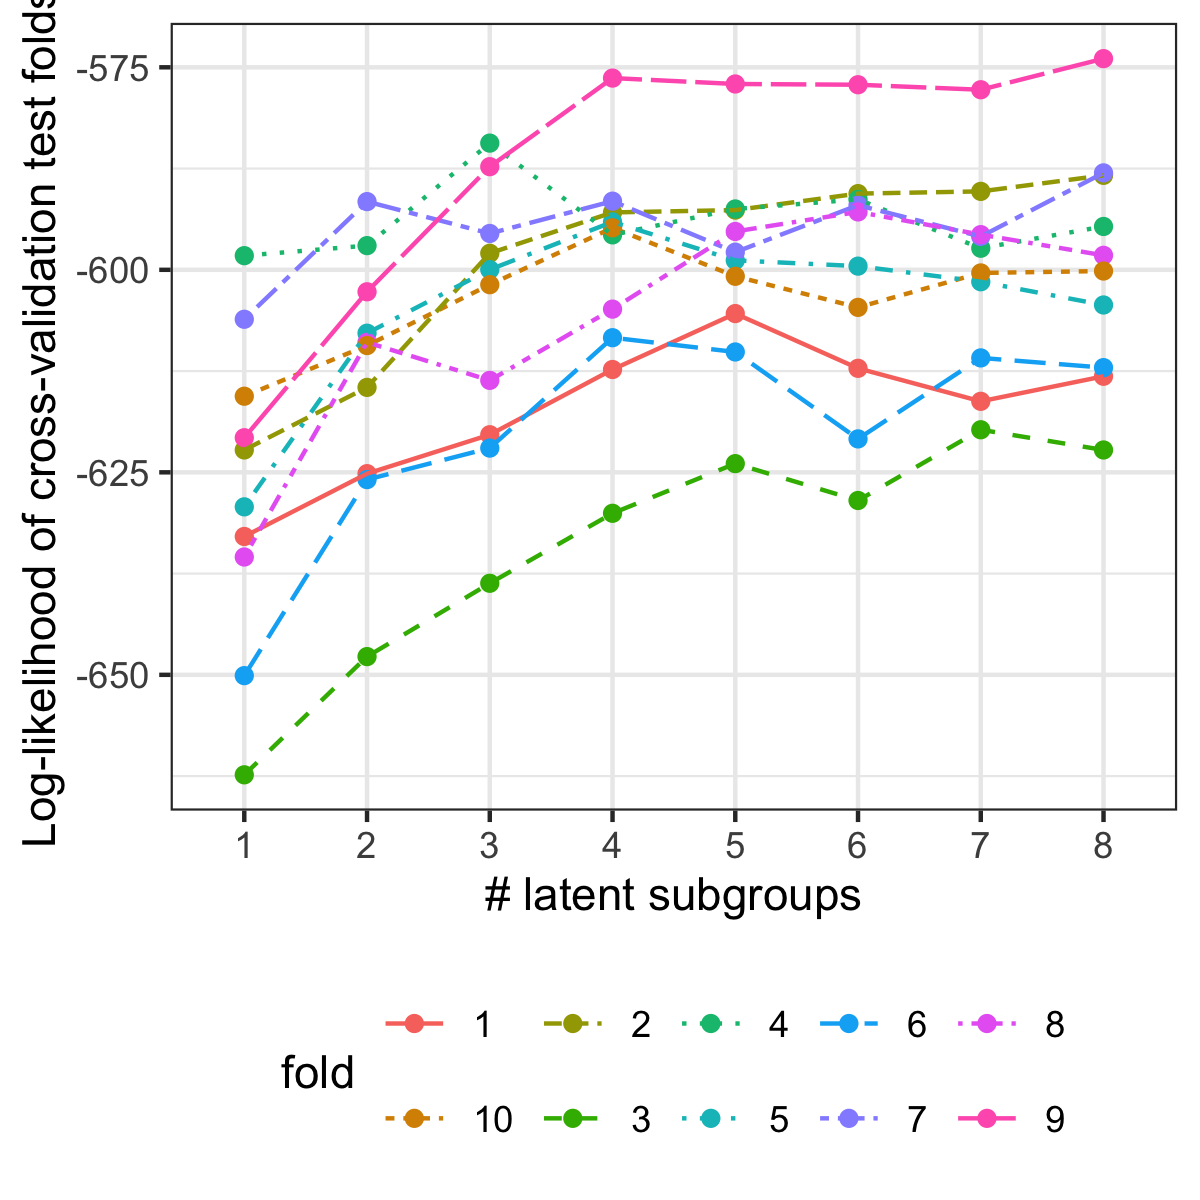 Log-likelihood of cross-validation test folds
-575
-600
-625
-650
1 2 3 4 5 6 7 8
# latent subgroups
fold
1 2 4 6 8
10 3 5 7 9